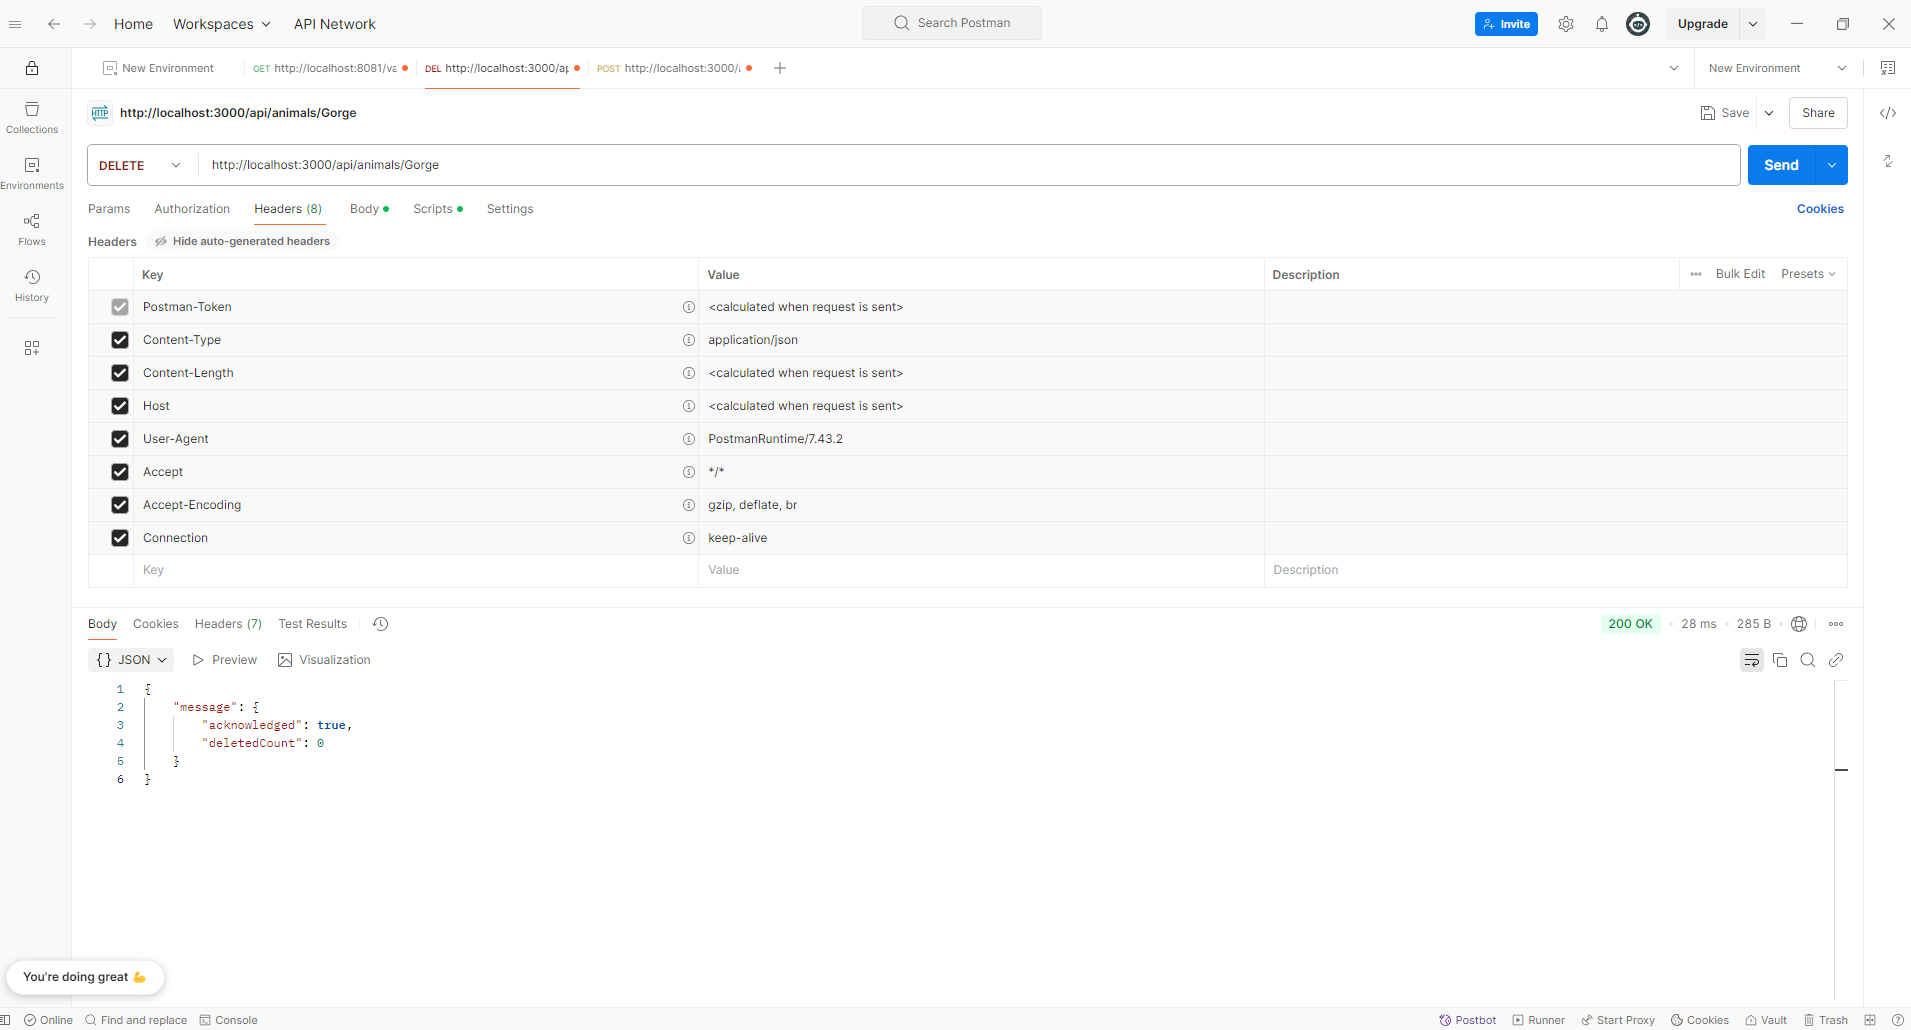 Home Workspaces API Network Search Postman Invite Upgrade
New Environment GET http://localhost:8081/va DEL http://localhost:3000/ap POST http://localhost:3000/a New Environment
HTTP http://localhost:3000/api/animals/Gorge Save Share
Collections
DELETE http://localhost:3000/api/animals/Gorge Send
Environments
Params Authorization Headers (8) Body Scripts Settings Cookies
Flows
Headers Hide auto-generated headers
History
Key Value Description Bulk Edit Presets
Postman-Token <calculated when request is sent>
Content-Type application/json
Content-Length <calculated when request is sent>
Host <calculated when request is sent>
User-Agent PostmanRuntime/7.43.2
Accept */*
Accept-Encoding gzip, deflate, br
Connection keep-alive
Key Value Description
Body Cookies Headers (7) Test Results 200 OK 28 ms 285 B
{} JSON Preview Visualization
1 {
2 "message": {
3 "acknowledged": true,
4 "deletedCount": 0
5 }
6 }
You're doing great 💪
Online Find and replace Console Postbot Runner Start Proxy Cookies Vault Trash